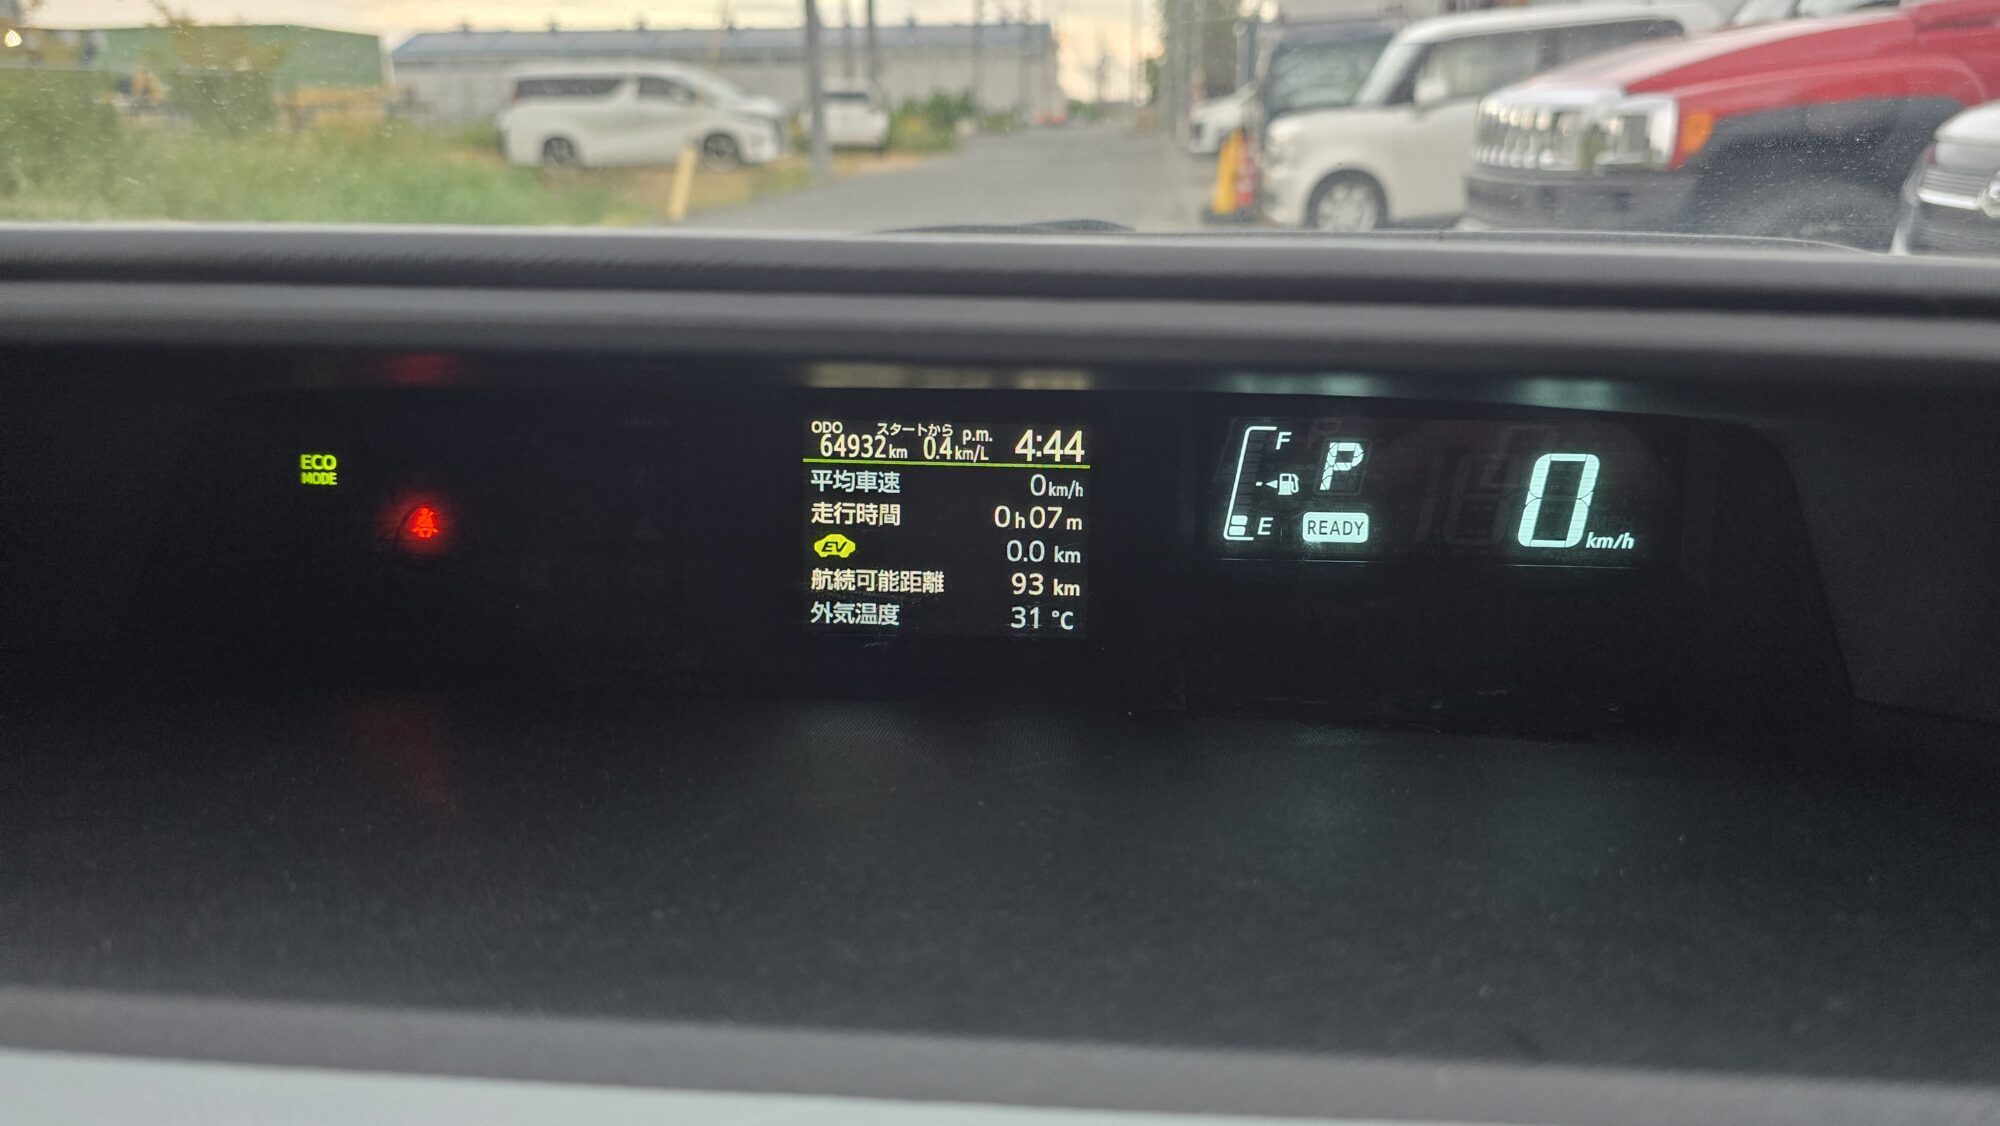 ECO
MODE
ODO スタートから p.m. 4:44
64932km 0.4km/L
平均車速 0km/h
走行時間 0h07m
EV 0.0 km
航続可能距離 93 km
外気温度 31 ℃
F
P
E
READY
0km/h